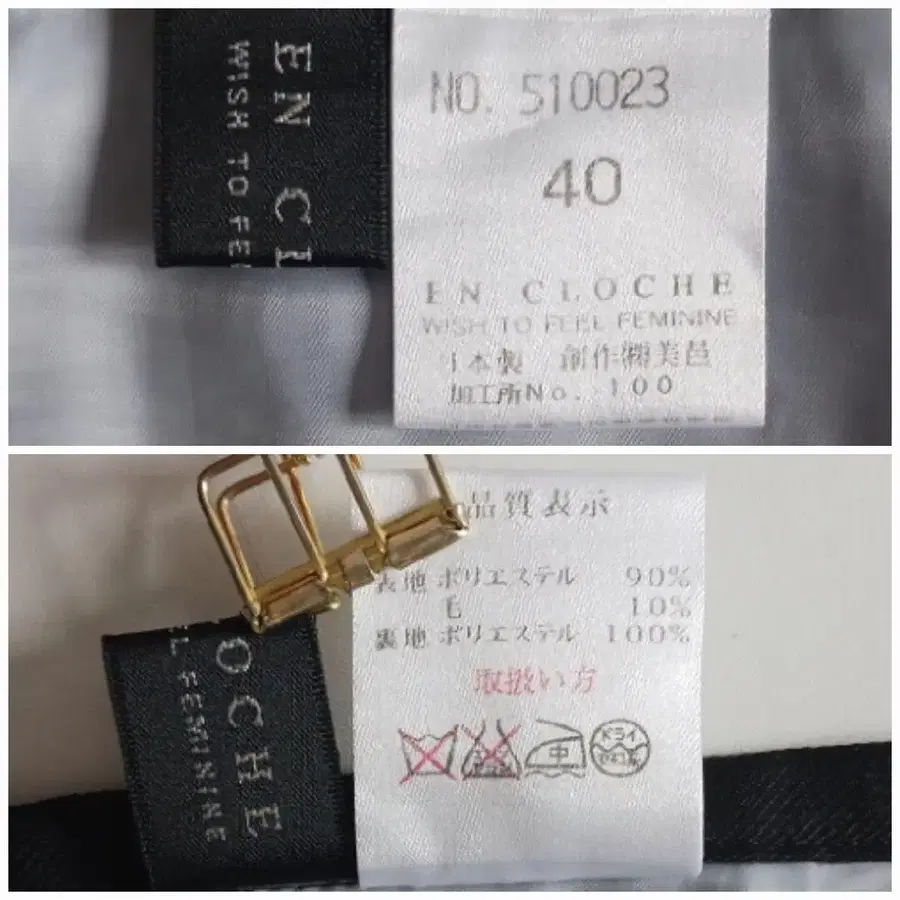 EN CL
WISH TO FE
NO. 510023
40
EN CLOCHE
WISH TO FEEL FEMININE
日本製 創作㈱美邑
加工所No. 100
OCHE
EL FEMININE
品質表示
表地 ポリエステル 90%
毛 10%
裏地 ポリエステル 100%
取扱い方
中
ドライ